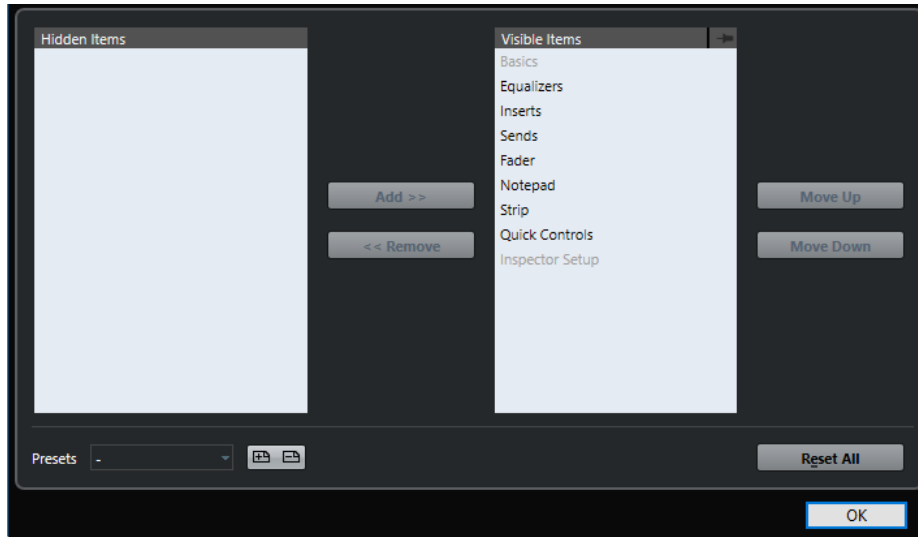 Hidden Items
Visible Items
Basics
Equalizers
Inserts
Sends
Fader
Notepad
Strip
Quick Controls
Inspector Setup
Add >>
<< Remove
Move Up
Move Down
Presets -
Reset All
OK